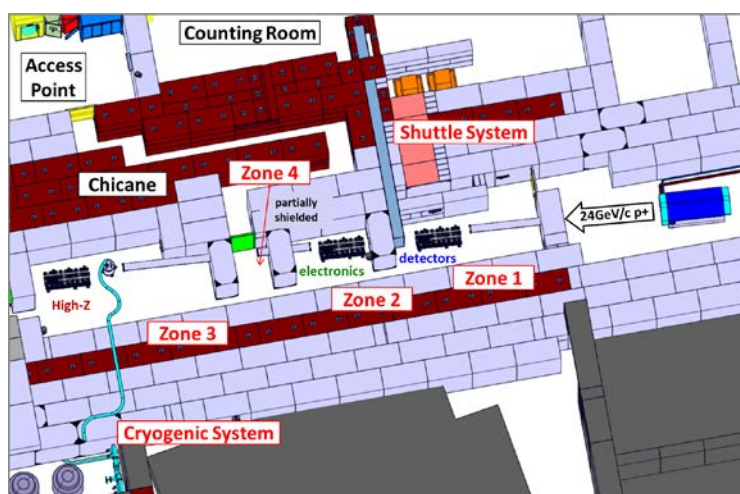 Counting Room
Access
Point
Shuttle System
Zone 4
Chicane
partially
shielded
24GeV/c p+
electronics
detectors
High-Z
Zone 1
Zone 2
Zone 3
Cryogenic System